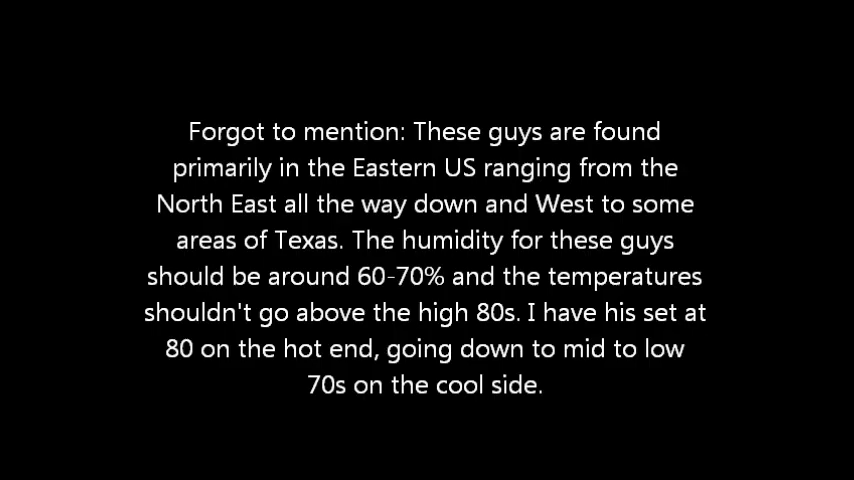 Forgot to mention: These guys are found
primarily in the Eastern US ranging from the
North East all the way down and West to some
areas of Texas. The humidity for these guys
should be around 60-70% and the temperatures
shouldn't go above the high 80s. I have his set at
80 on the hot end, going down to mid to low
70s on the cool side.